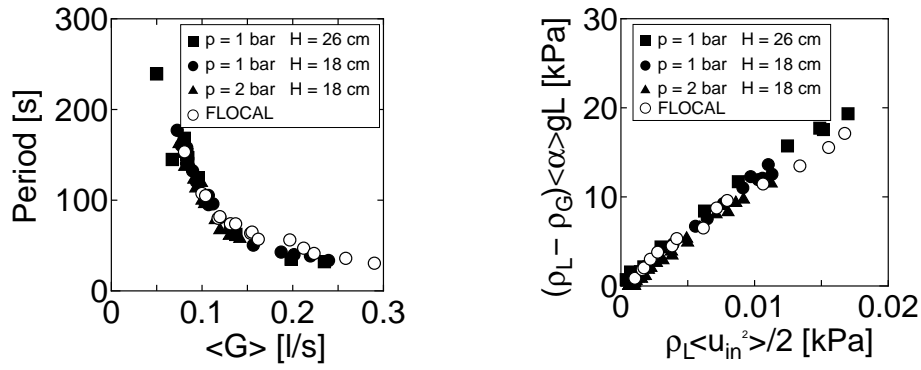 300
200
100
0
Period [s]
0
0.1
0.2
0.3
<G> [l/s]
p = 1 bar H = 26 cm
p = 1 bar H = 18 cm
p = 2 bar H = 18 cm
FLOCAL
30
20
10
0
(ρL – ρG)<α>gL [kPa]
0
0.01
0.02
ρL<uin²>/2 [kPa]
p = 1 bar H = 26 cm
p = 1 bar H = 18 cm
p = 2 bar H = 18 cm
FLOCAL